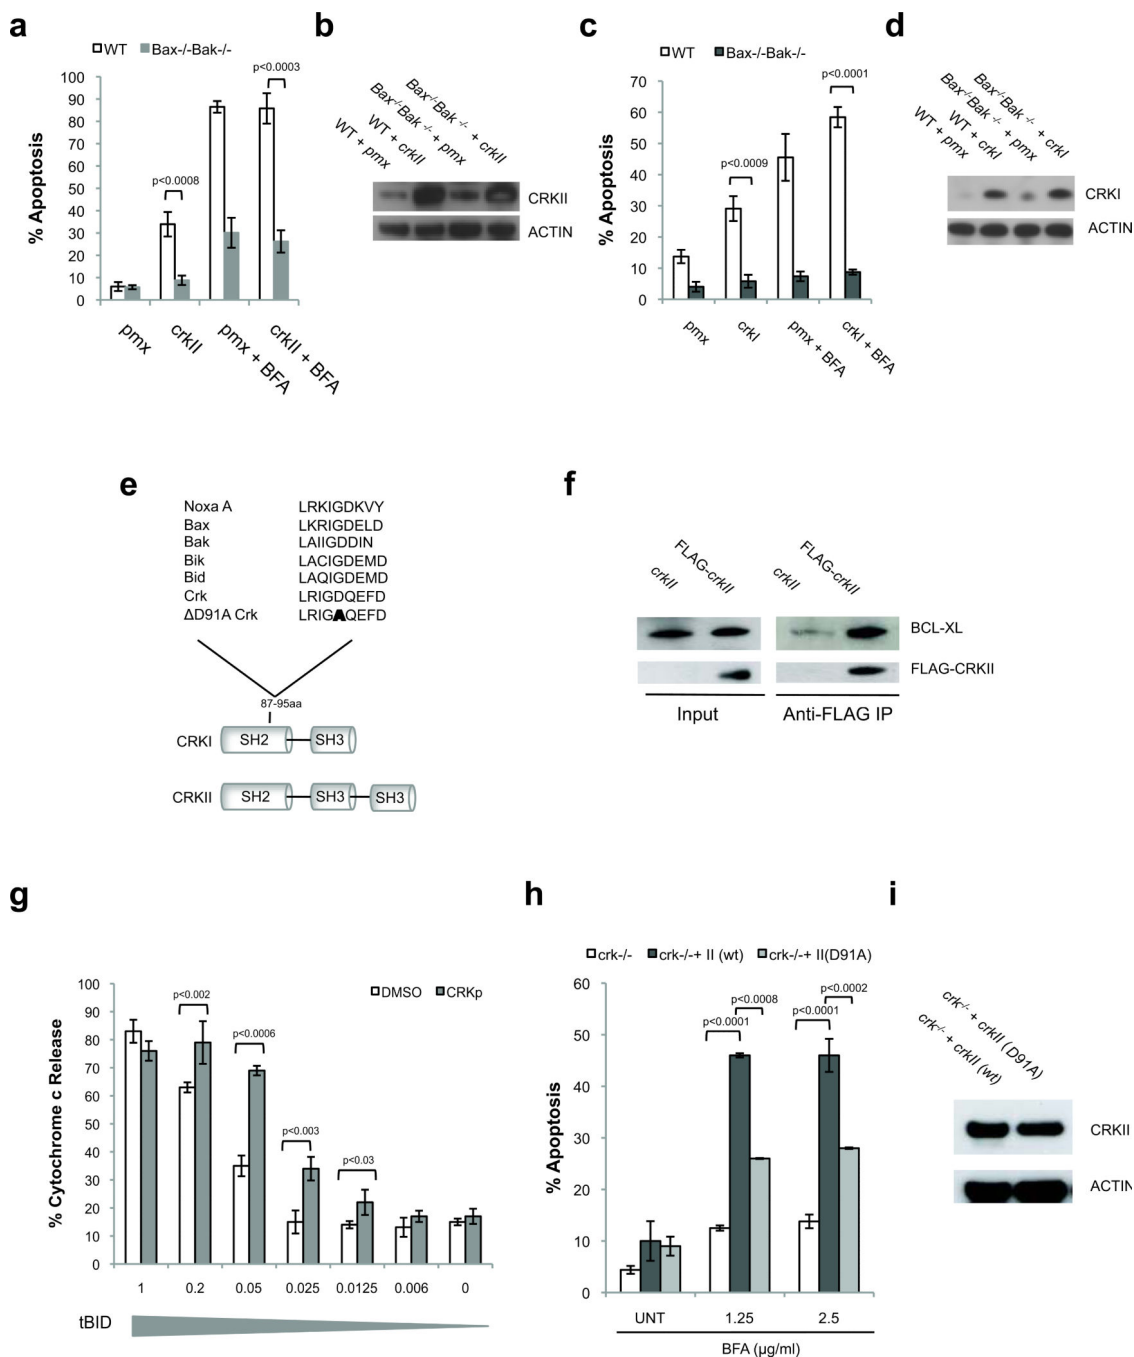 a
WT Bax-/-Bak-/-
% Apoptosis
100
90
80
70
60
50
40
30
20
10
0
p<0.0008
p<0.0003
pmx
crkII
pmx + BFA
crkII + BFA
b
WT + pmx
WT + crkII
Bax-/-Bak -/- + pmx
Bax-/-Bak -/- + crkII
CRKII
ACTIN
c
WT Bax-/-Bak-/-
% Apoptosis
70
60
50
40
30
20
10
0
p<0.0009
p<0.0001
pmx
crkI
pmx + BFA
crkI + BFA
d
WT + pmx
WT + crkI
Bax-/-Bak -/- + pmx
Bax-/-Bak -/- + crkI
CRKI
ACTIN
e
Noxa A LRKIGDKVY
Bax LKRIGDELD
Bak LAIIGDDIN
Bik LACIGDEMD
Bid LAQIGDEMD
Crk LRIGDQEFD
ΔD91A Crk LRIGAQEFD
87-95aa
CRKI SH2 SH3
CRKII SH2 SH3 SH3
f
crkII
FLAG-crkII
crkII
FLAG-crkII
BCL-XL
FLAG-CRKII
Input
Anti-FLAG IP
g
DMSO CRKp
% Cytochrome c Release
100
90
80
70
60
50
40
30
20
10
0
p<0.002
p<0.0006
p<0.003
p<0.03
1 0.2 0.05 0.025 0.0125 0.006 0
tBID
h
crk-/- crk-/-+ II (wt) crk-/-+ II(D91A)
% Apoptosis
60
50
40
30
20
10
0
p<0.0001
p<0.0008
p<0.0001
p<0.0002
UNT 1.25 2.5
BFA (µg/ml)
i
crk-/- + crkII (wt)
crk-/- + crkII (D91A)
CRKII
ACTIN